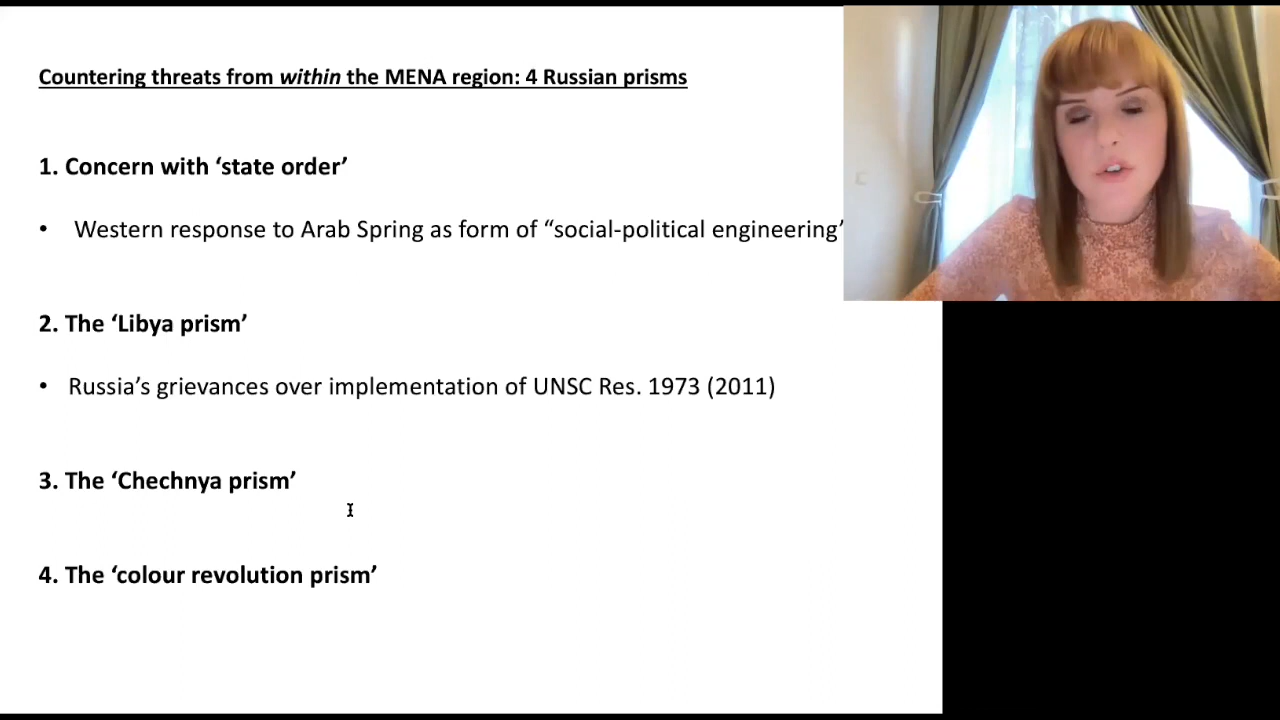 Countering threats from within the MENA region: 4 Russian prisms
1. Concern with ‘state order’
• Western response to Arab Spring as form of “social-political engineering’
2. The ‘Libya prism’
• Russia’s grievances over implementation of UNSC Res. 1973 (2011)
3. The ‘Chechnya prism’
4. The ‘colour revolution prism’